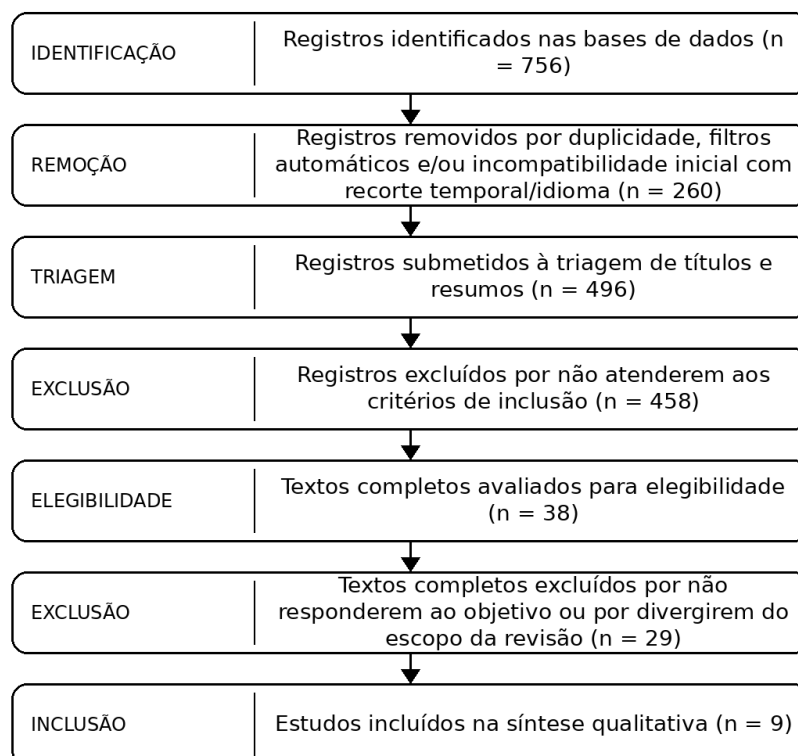 IDENTIFICAÇÃO
Registros identificados nas bases de dados (n
= 756)
REMOÇÃO
Registros removidos por duplicidade, filtros
automáticos e/ou incompatibilidade inicial com
recorte temporal/idioma (n = 260)
TRIAGEM
Registros submetidos à triagem de títulos e
resumos (n = 496)
EXCLUSÃO
Registros excluídos por não atenderem aos
critérios de inclusão (n = 458)
ELEGIBILIDADE
Textos completos avaliados para elegibilidade
(n = 38)
EXCLUSÃO
Textos completos excluídos por não
responderem ao objetivo ou por divergirem do
escopo da revisão (n = 29)
INCLUSÃO
Estudos incluídos na síntese qualitativa (n = 9)